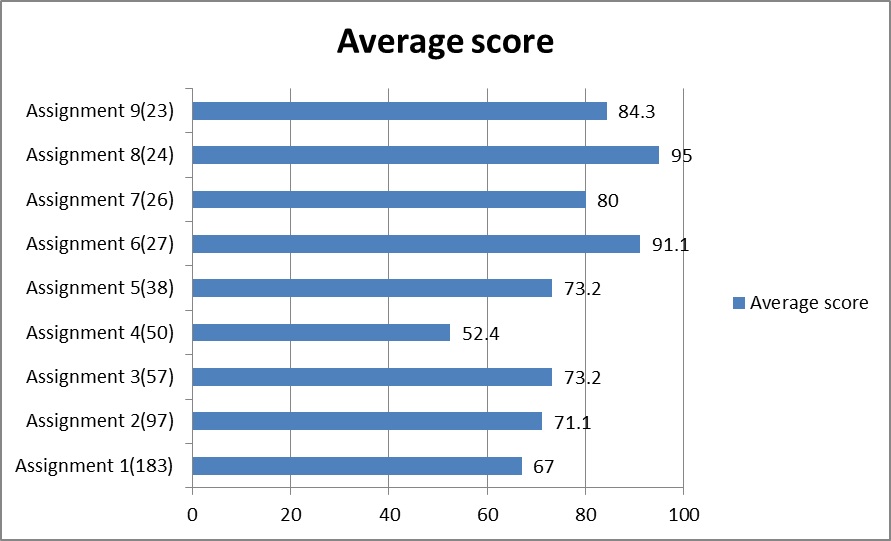 Average score
Assignment 9(23)
84.3
Assignment 8(24)
95
Assignment 7(26)
80
Assignment 6(27)
91.1
Assignment 5(38)
73.2
Average score
Assignment 4(50)
52.4
Assignment 3(57)
73.2
Assignment 2(97)
71.1
Assignment 1(183)
67
0 20 40 60 80 100